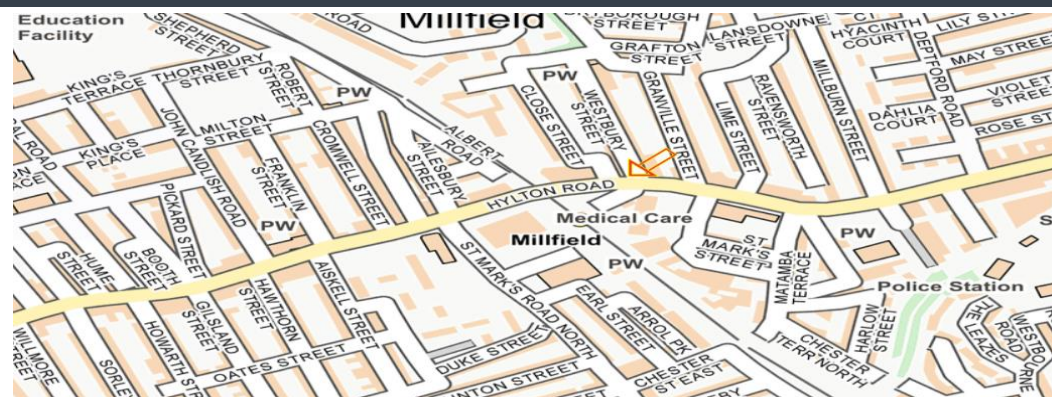 Education
Facility
SHEPHERD
STREET
ROAD
Millfield
GRAFTON
STREET
LANSDOWNE
STREET
HYACINTH
COURT
DEPTFORD ROAD
LILY STREET
MAY STREET
VIOLET
STREET
ROSE ST
DAHLIA
COURT
KING'S
TERRACE
THORNBURY
STREET
ROBERT
STREET
PW
PW
CLOSE STREET
WESTBURY
STREET
GRANVILLE STREET
LIME STREET
RAVENSWORTH
STREET
MILLBURN STREET
JOHN CANDLISH ROAD
MILTON
STREET
KING'S
PLACE
CROMWELL STREET
AILESBURY
STREET
ALBERT
ROAD
FRANKLIN
STREET
PICKARD STREET
PW
HYLTON ROAD
Medical Care
Millfield
PW
ST
MARK'S
STREET
PW
MATAMBA
TERRACE
Police Station
HUME
STREET
BOOTH
STREET
GILSLAND
STREET
HAWTHORN
STREET
AISKELL STREET
ST MARK'S ROAD NORTH
EARL STREET
ARROL PK
HARLOW
STREET
THE LEAZES
ROAD
CHESTER
TERR NORTH
WILLMORE
SORLEY
HOWARTH ST
OATES STREET
DUKE STREET
CHESTER
ST EAST